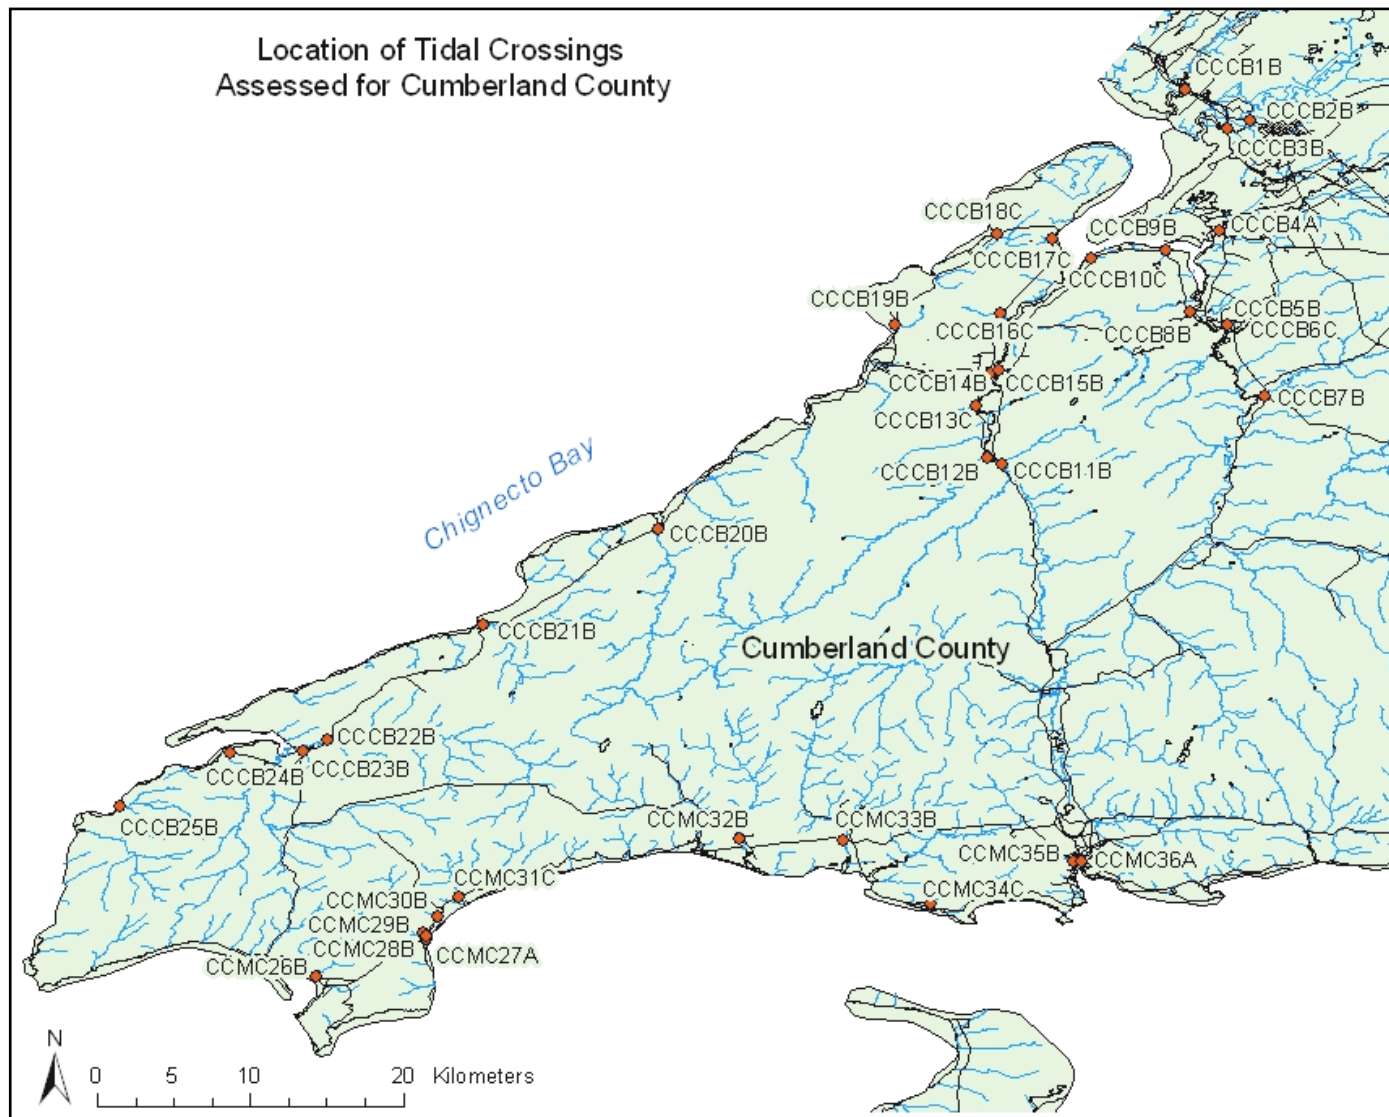 Location of Tidal Crossings
Assessed for Cumberland County
CCCB1B
CCCB2B
CCCB3B
CCCB18C
CCCB9B
CCCB4A
CCCB17C
CCCB10C
CCCB19B
CCCB16C
CCCB8B
CCCB5B
CCCB6C
CCCB14B
CCCB15B
CCCB7B
CCCB13C
CCCB12B
CCCB11B
Chignecto Bay
CCCB20B
CCCB21B
Cumberland County
CCCB22B
CCCB23B
CCCB24B
CCCB25B
CCMC32B
CCMC33B
CCMC35B
CCMC36A
CCMC31C
CCMC34C
CCMC30B
CCMC29B
CCMC28B
CCMC27A
CCMC26B
N
0 5 10 20 Kilometers